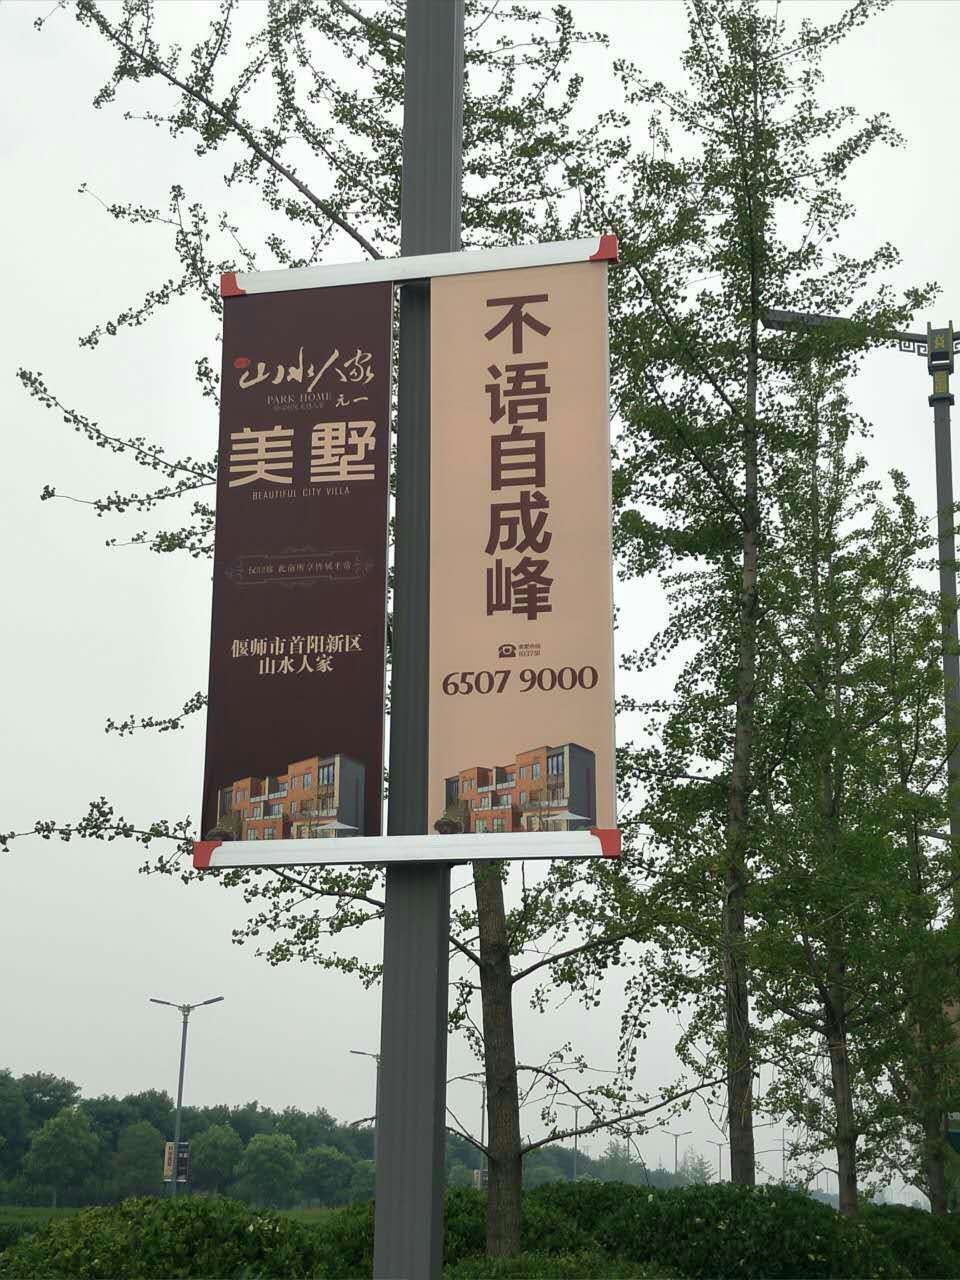 山水人家
PARK HOME
元一
美墅
BEAUTIFUL CITY VILLA
偃师市首阳新区
山水人家
不语自成峰
6507 9000